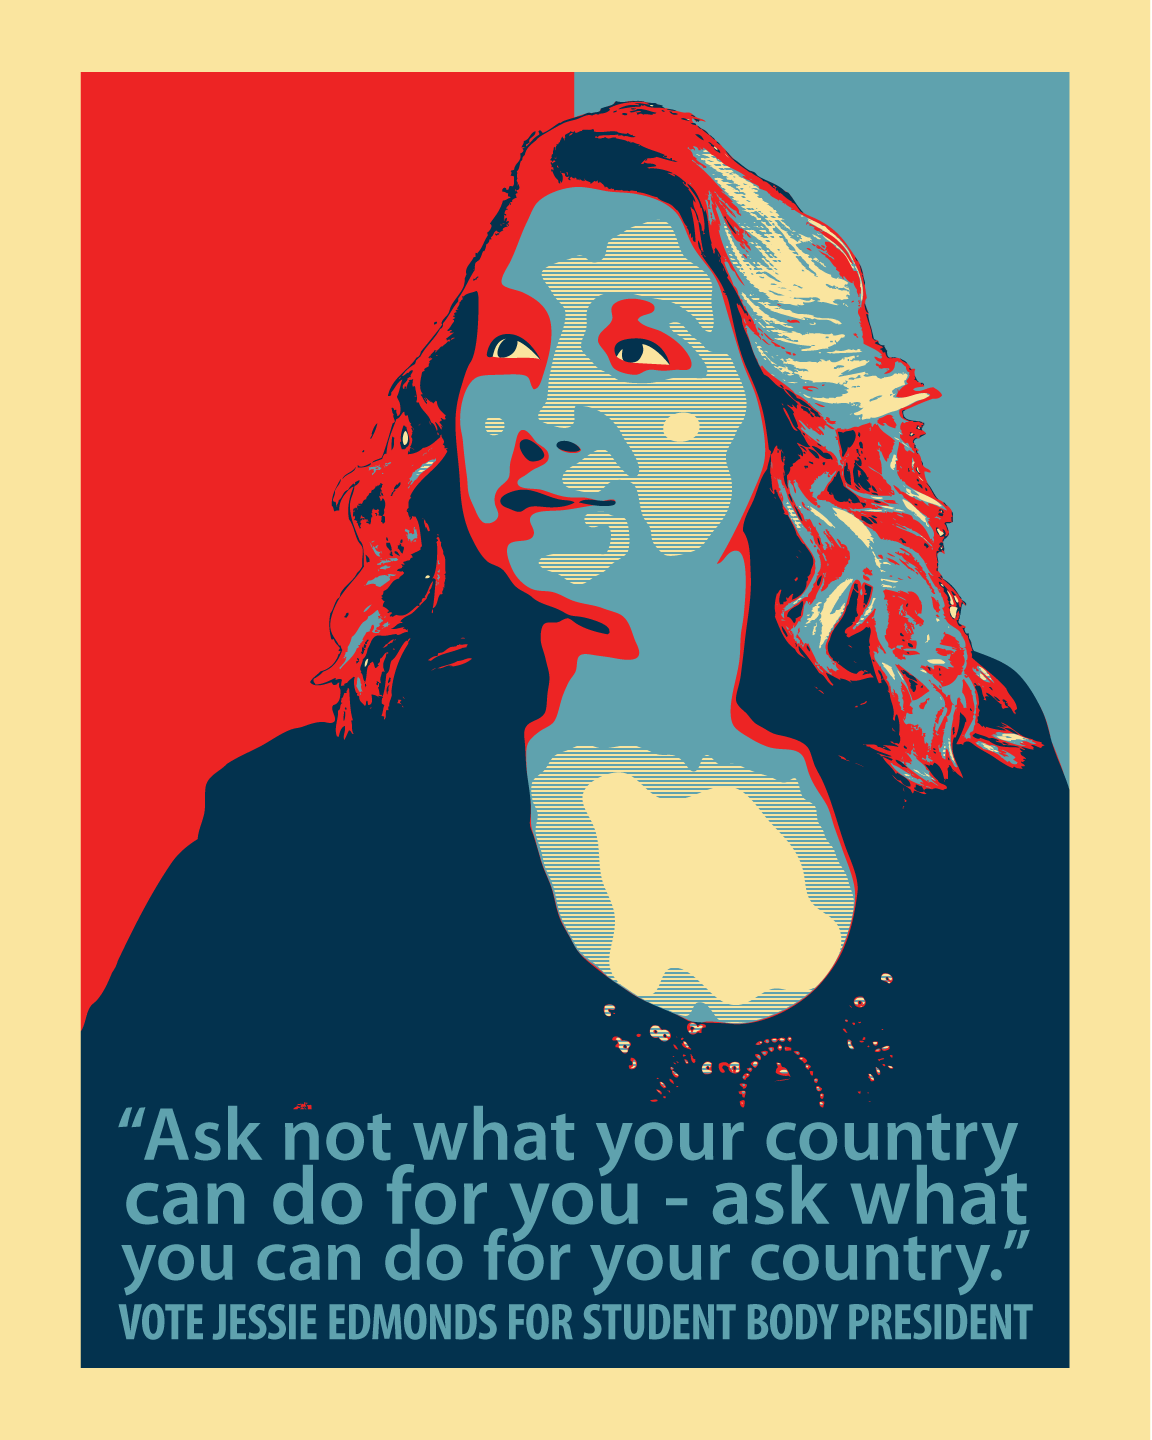 “Ask not what your country
can do for you - ask what
you can do for your country.”
VOTE JESSIE EDMONDS FOR STUDENT BODY PRESIDENT